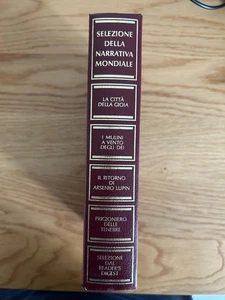 SELEZIONE
DELLA
NARRATIVA
MONDIALE
LA CITTÀ
DELLA GIOIA
I MULINI
A VENTO
DEGLI DEI
IL RITORNO
DI
ARSENIO LUPIN
PRIGIONIERO
DELLE
TENEBRE
SELEZIONE
DAL
READER'S
DIGEST